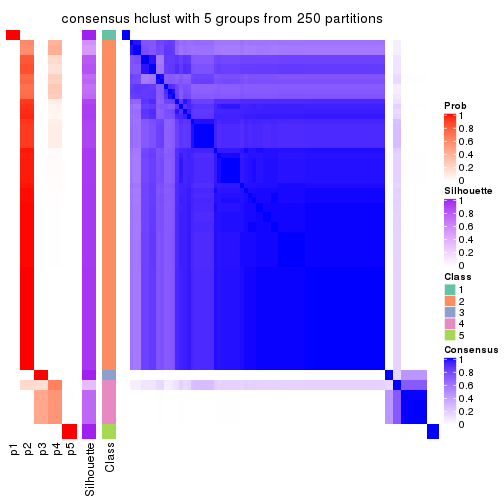 consensus hclust with 5 groups from 250 partitions
Prob
1
0.8
0.6
0.4
0.2
0
Silhouette
1
0.8
0.6
0.4
0.2
0
Class
1
2
3
4
5
Consensus
1
0.8
0.6
0.4
0.2
0
p1
p2
p3
p4
p5
Silhouette
Class